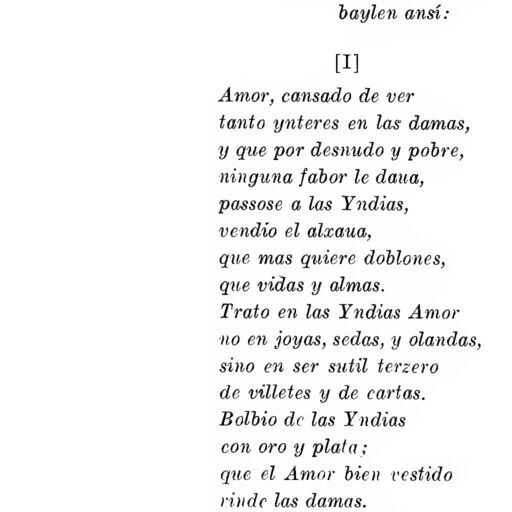 baylen ansí:
[I]
Amor, cansado de ver
tanto ynteres en las damas,
y que por desnudo y pobre,
ninguna fabor le daua,
passose a las Yndias,
vendio el alxaua,
que mas quiere doblones,
que vidas y almas.
Trato en las Yndias Amor
no en joyas, sedas, y olandas,
sino en ser sutil terzero
de villetes y de cartas.
Bolbio de las Yndias
con oro y plata;
que el Amor bien vestido
rinde las damas.